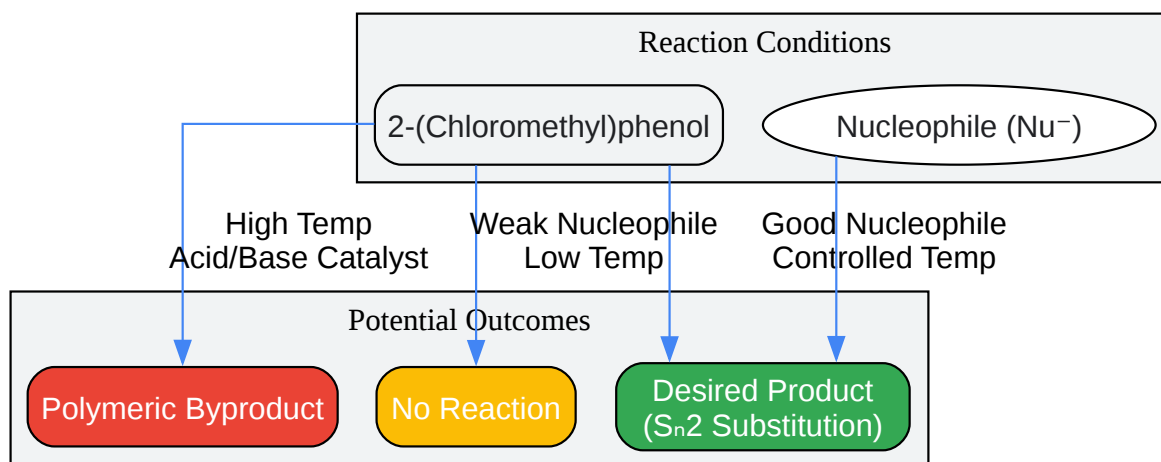 Reaction Conditions
2-(Chloromethyl)phenol
Nucleophile (Nu⁻)
High Temp
Acid/Base Catalyst
Weak Nucleophile
Low Temp
Good Nucleophile
Controlled Temp
Potential Outcomes
Polymeric Byproduct
No Reaction
Desired Product
(Sₙ2 Substitution)